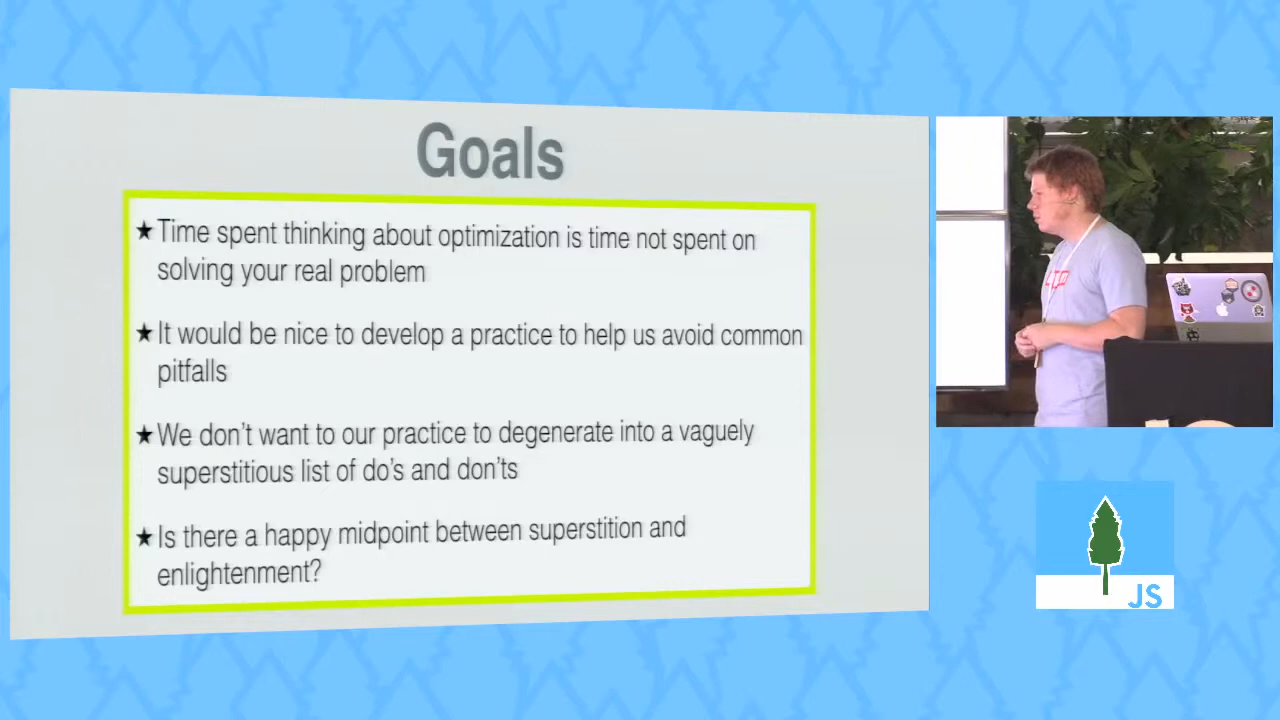 Goals
★Time spent thinking about optimization is time not spent on
solving your real problem
★It would be nice to develop a practice to help us avoid common
pitfalls
★We don't want to our practice to degenerate into a vaguely
superstitious list of do's and don'ts
★Is there a happy midpoint between superstition and
enlightenment?
JS